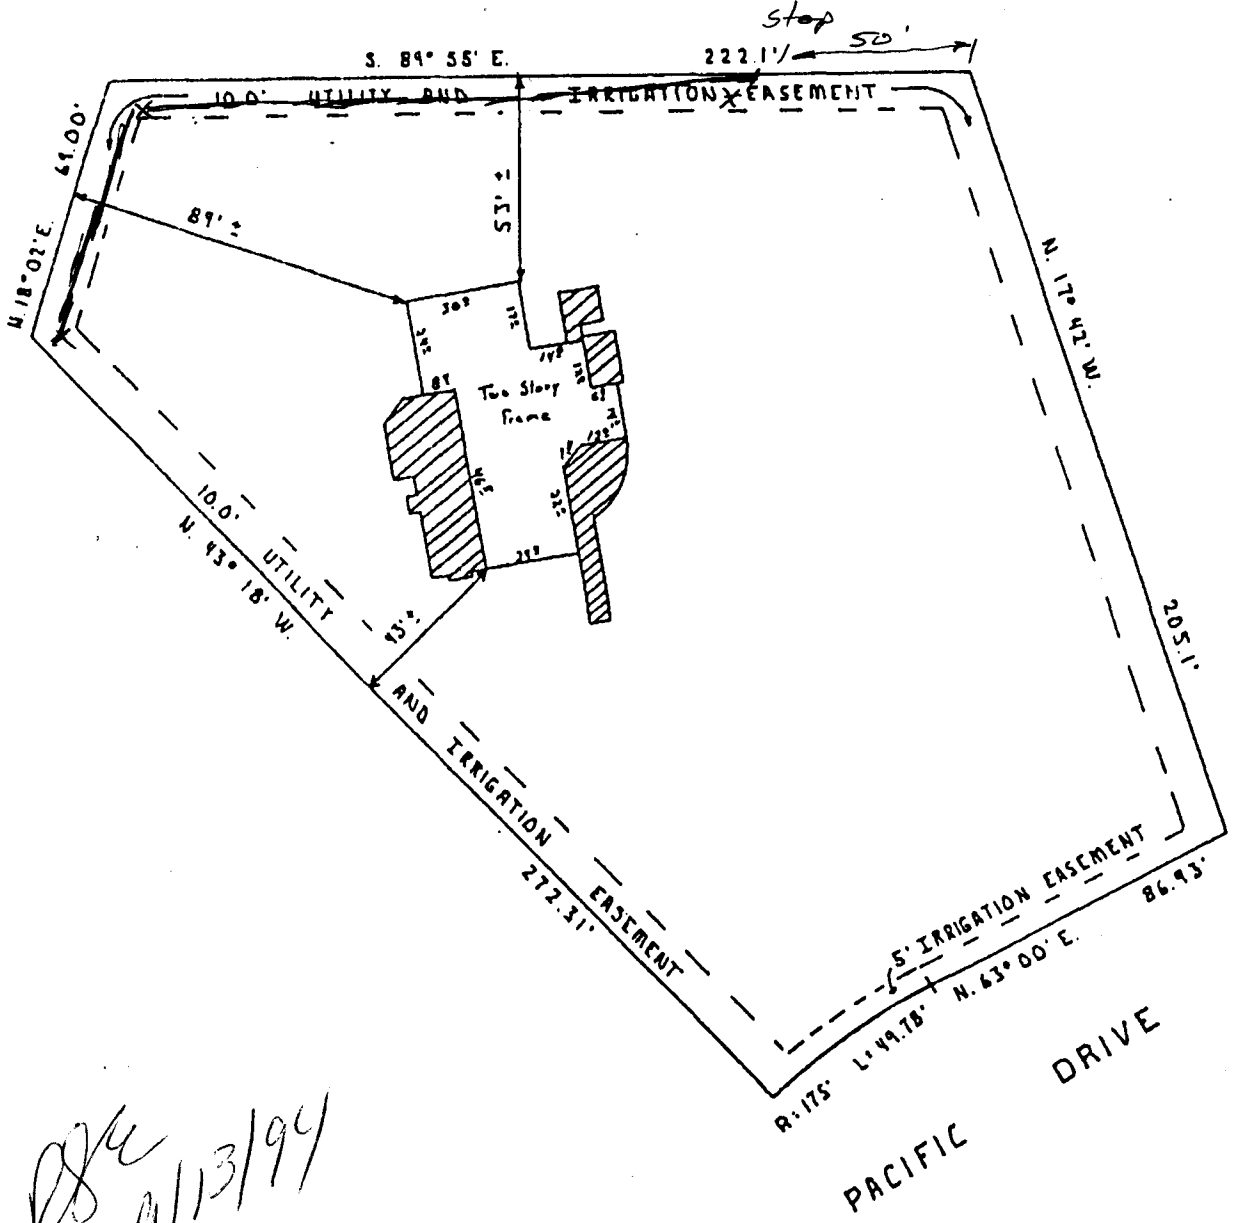 stop
50'
S. 89° 55' E.
222.1'
10.0' UTILITY AND IRRIGATION EASEMENT
69.00'
N. 18° 02' E.
89' ±
53' ±
N. 17° 42' W.
205.1'
Two Story
Frame
10.0' UTILITY AND IRRIGATION EASEMENT
N. 43° 18' W.
272.31'
43' ±
5' IRRIGATION EASEMENT
86.93'
N. 63° 00' E.
L: 49.78'
R: 175'
PACIFIC DRIVE